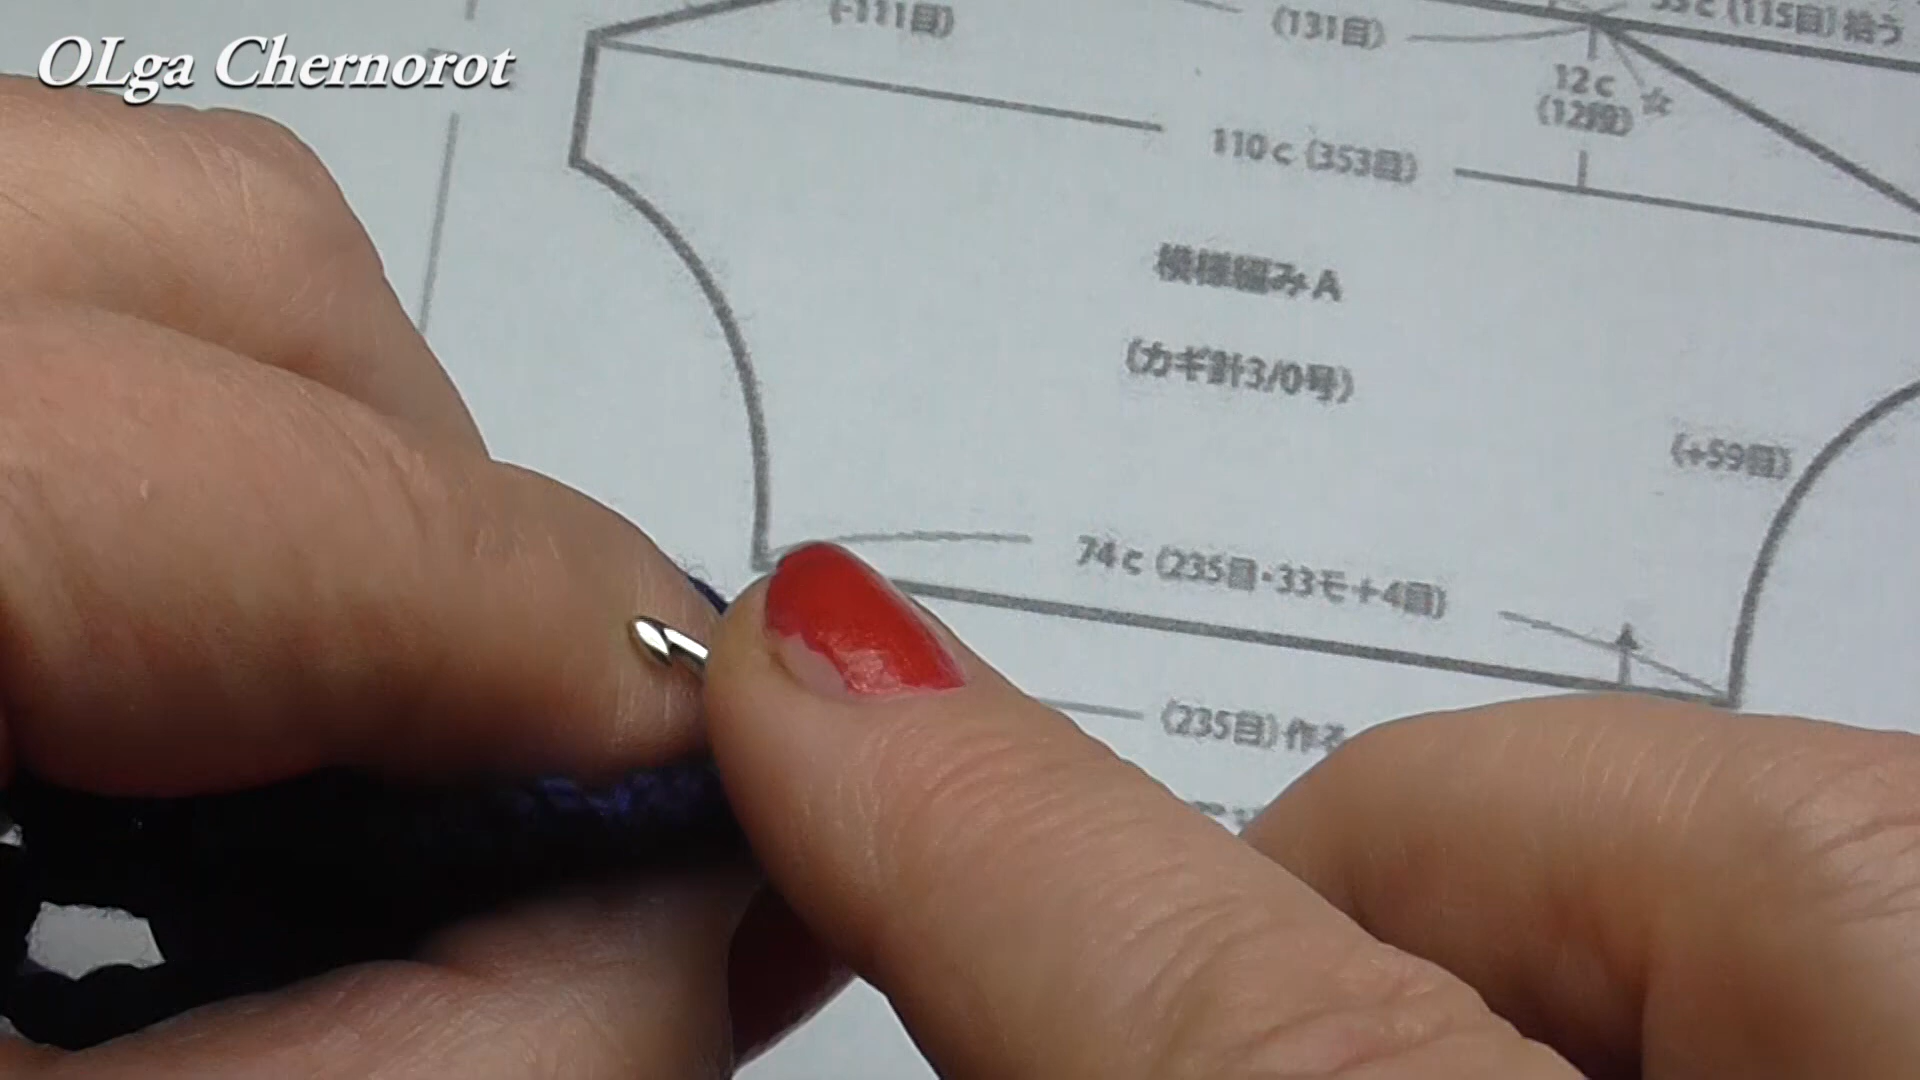 OLga Chernorot
(-111目)
(131目)
(115目)拾う
12c
(12段)
☆
110c (353目)
模様編みA
(カギ針3/0号)
(+59目)
74c (235目・33モ+4目)
(235目)作る